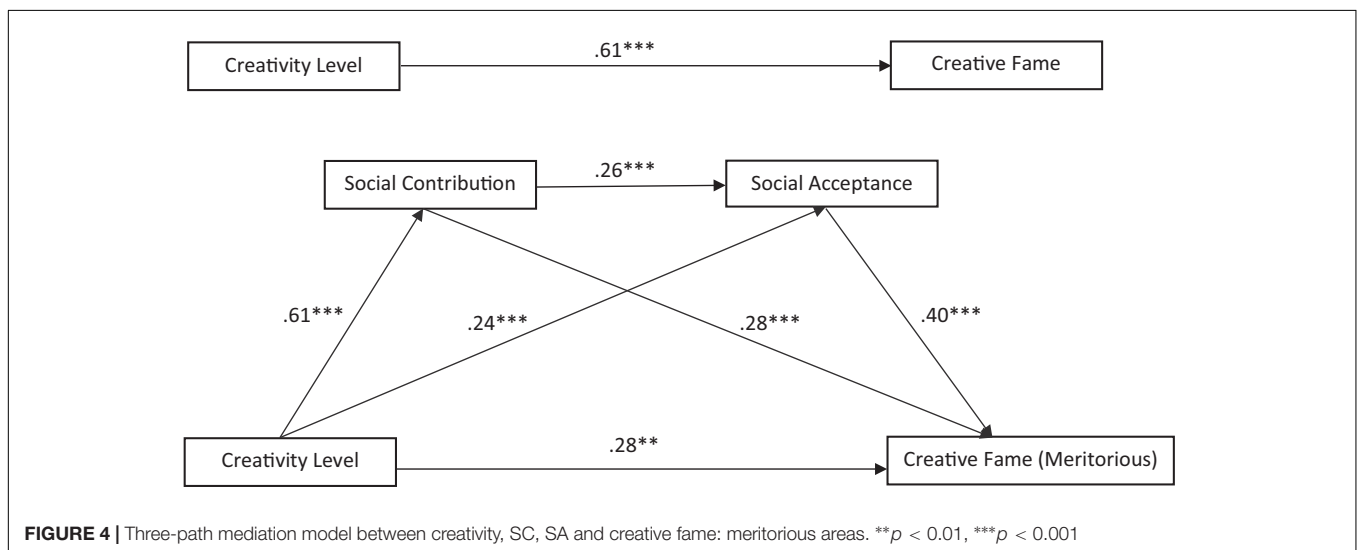 .61***
Creativity Level
Creative Fame
.26***
Social Contribution
Social Acceptance
.61***
.24***
.28***
.40***
.28**
Creativity Level
Creative Fame (Meritorious)
FIGURE 4 | Three-path mediation model between creativity, SC, SA and creative fame: meritorious areas. **p < 0.01, ***p < 0.001